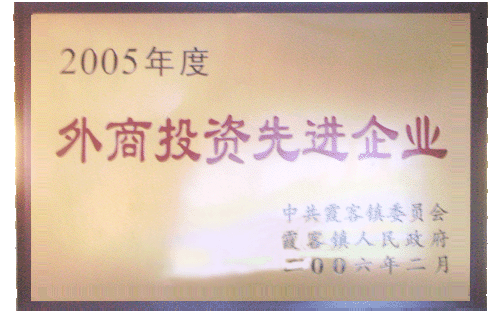 2005年度
外商投资先进企业
中共霞客镇委员会
霞客镇人民政府
二00六年二月